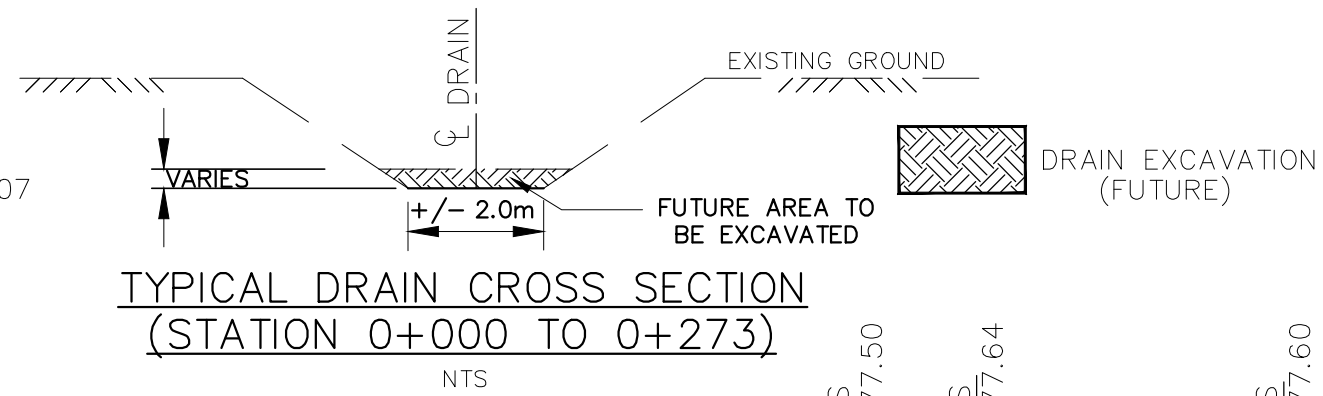 EXISTING GROUND
℄ DRAIN
DRAIN EXCAVATION
(FUTURE)
VARIES
07
+/- 2.0m
FUTURE AREA TO
BE EXCAVATED
TYPICAL DRAIN CROSS SECTION
(STATION 0+000 TO 0+273)
NTS
77.50
77.64
77.60